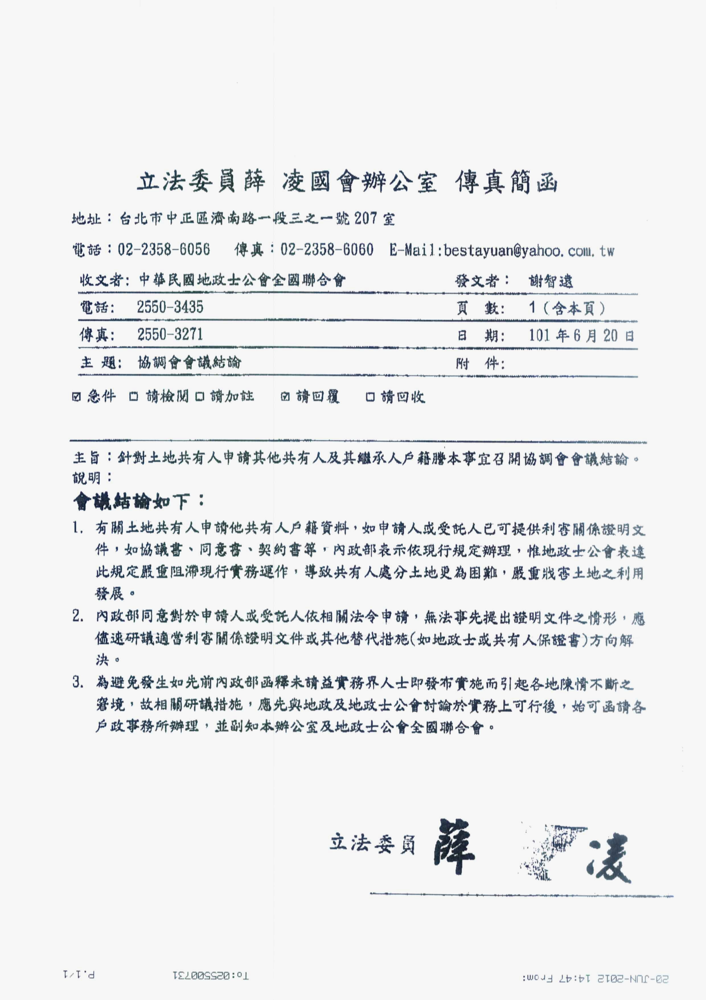 立法委員薛 凌國會辦公室 傳真簡函
地址：台北市中正區濟南路一段三之一號 207 室
電話：02-2358-6056 傳真：02-2358-6060 E-Mail:bestayuan@yahoo.com.tw
收文者: 中華民國地政士公會全國聯合會 發文者： 謝智遠
電話: 2550-3435 頁 數: 1（含本頁）
傳真: 2550-3271 日 期: 101 年 6 月 20 日
主 題: 協調會會議結論 附 件:
☑ 急件 □ 請檢閱 □ 請加註 ☑ 請回覆 □ 請回收
主旨：針對土地共有人申請其他共有人及其繼承人戶籍謄本事宜召開協調會會議結論。
說明：
會議結論如下：
1. 有關土地共有人申請他共有人戶籍資料，如申請人或受託人已可提供利害關係證明文
件，如協議書、同意書、契約書等，內政部表示依現行規定辦理，惟地政士公會表達
此規定嚴重阻滯現行實務運作，導致共有人處分土地更為困難，嚴重戕害土地之利用
發展。
2. 內政部同意對於申請人或受託人依相關法令申請，無法事先提出證明文件之情形，應
儘速研議適當利害關係證明文件或其他替代措施(如地政士或共有人保證書)方向解
決。
3. 為避免發生如先前內政部函釋未請益實務界人士即發布實施而引起各地陳情不斷之
窘境，故相關研議措施，應先與地政及地政士公會討論於實務上可行後，始可函請各
戶政事務所辦理，並副知本辦公室及地政士公會全國聯合會。
立法委員 薛 凌
20-JUN-2012 14:47 From: To:025500731 P.1/1